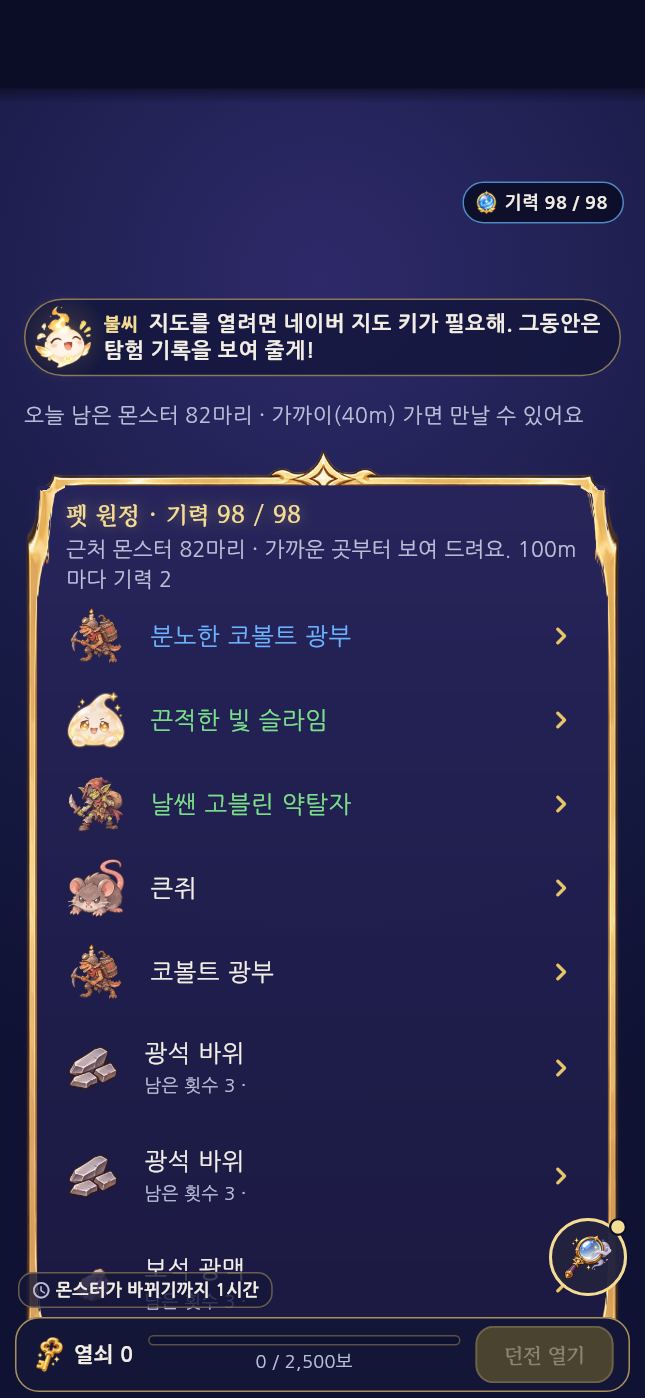 기력 98 / 98
불씨 지도를 열려면 네이버 지도 키가 필요해. 그동안은
탐험 기록을 보여 줄게!
오늘 남은 몬스터 82마리 · 가까이(40m) 가면 만날 수 있어요
펫 원정 · 기력 98 / 98
근처 몬스터 82마리 · 가까운 곳부터 보여 드려요. 100m
마다 기력 2
분노한 코볼트 광부
끈적한 빛 슬라임
날쌘 고블린 약탈자
큰쥐
코볼트 광부
광석 바위
남은 횟수 3 ·
광석 바위
남은 횟수 3 ·
보석 광맥
남은 횟수 3 ·
몬스터가 바뀌기까지 1시간
열쇠 0
0 / 2,500보
던전 열기